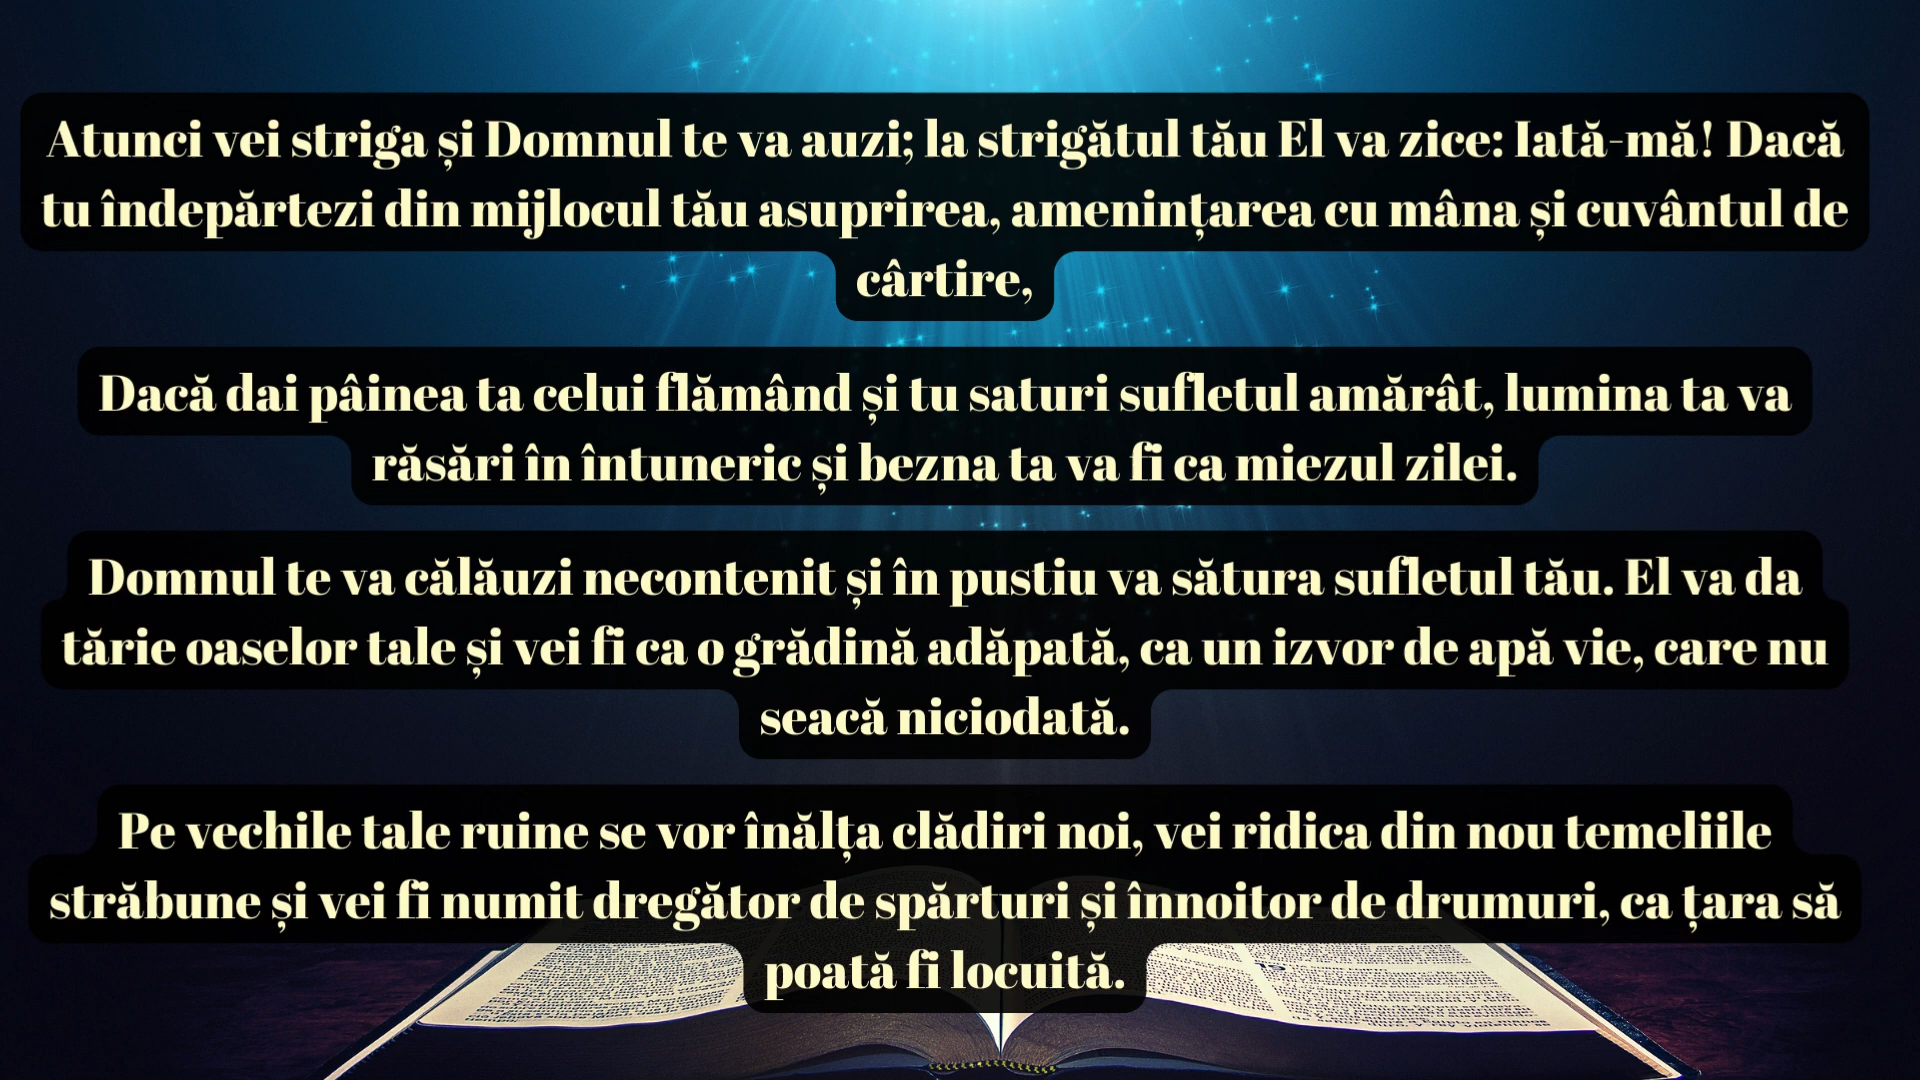 Atunci vei striga și Domnul te va auzi; la strigătul tău El va zice: Iată-mă! Dacă
tu îndepărtezi din mijlocul tău asuprirea, amenințarea cu mâna și cuvântul de
cârtire,
Dacă dai pâinea ta celui flămând și tu saturi sufletul amărât, lumina ta va
răsări în întuneric și bezna ta va fi ca miezul zilei.
Domnul te va călăuzi necontenit și în pustiu va sătura sufletul tău. El va da
tărie oaselor tale și vei fi ca o grădină adăpată, ca un izvor de apă vie, care nu
seacă niciodată.
Pe vechile tale ruine se vor înălța clădiri noi, vei ridica din nou temeliile
străbune și vei fi numit dregător de spărturi și înnoitor de drumuri, ca țara să
poată fi locuită.